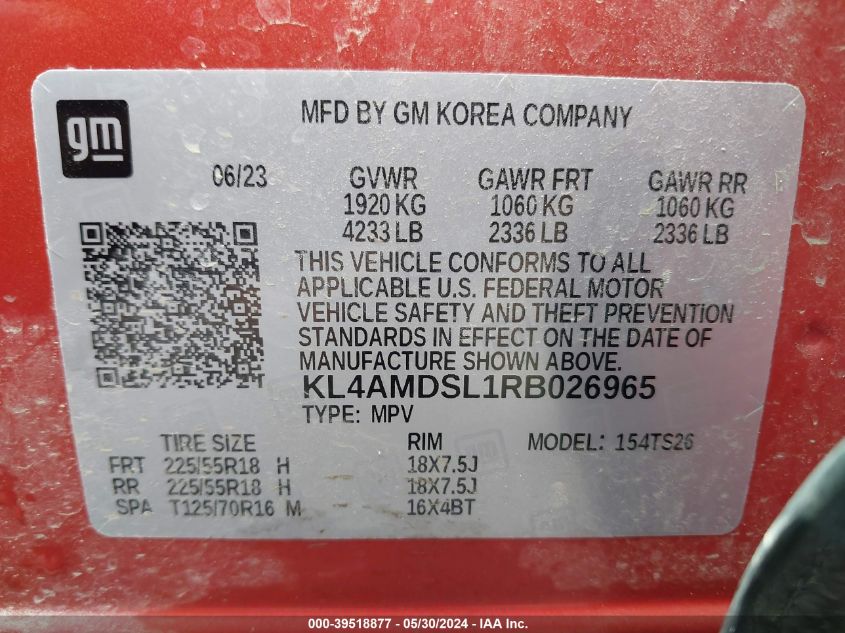 gm
MFD BY GM KOREA COMPANY
06/23 GVWR GAWR FRT GAWR RR
1920 KG 1060 KG 1060 KG
4233 LB 2336 LB 2336 LB
THIS VEHICLE CONFORMS TO ALL
APPLICABLE U.S. FEDERAL MOTOR
VEHICLE SAFETY AND THEFT PREVENTION
STANDARDS IN EFFECT ON THE DATE OF
MANUFACTURE SHOWN ABOVE.
KL4AMDSL1RB026965
TYPE: MPV
TIRE SIZE RIM MODEL: 154TS26
FRT 225/55R18 H 18X7.5J
RR 225/55R18 H 18X7.5J
SPA T125/70R16 M 16X4BT
000-39518877 - 05/30/2024 - IAA Inc.